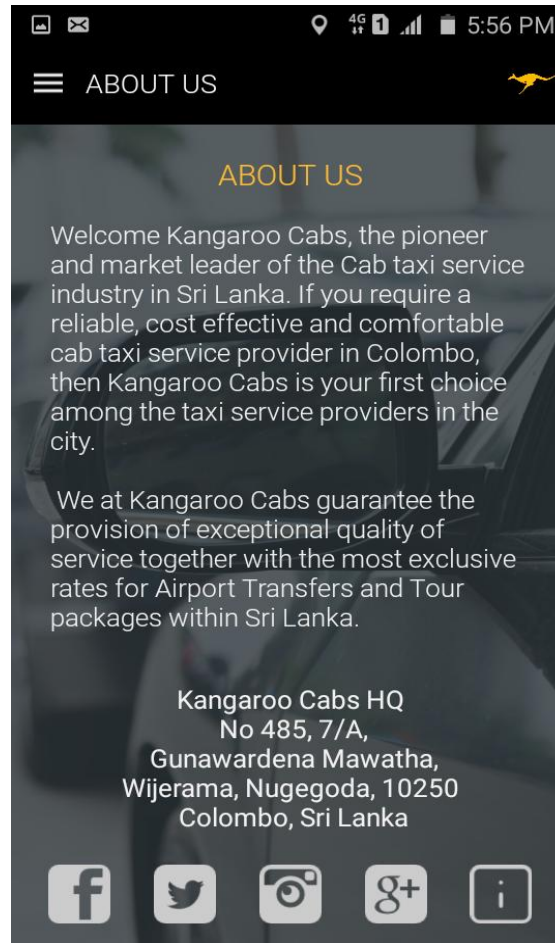 4G 1 5:56 PM
ABOUT US
ABOUT US
Welcome Kangaroo Cabs, the pioneer
and market leader of the Cab taxi service
industry in Sri Lanka. If you require a
reliable, cost effective and comfortable
cab taxi service provider in Colombo,
then Kangaroo Cabs is your first choice
among the taxi service providers in the
city.
We at Kangaroo Cabs guarantee the
provision of exceptional quality of
service together with the most exclusive
rates for Airport Transfers and Tour
packages within Sri Lanka.
Kangaroo Cabs HQ
No 485, 7/A,
Gunawardena Mawatha,
Wijerama, Nugegoda, 10250
Colombo, Sri Lanka
f g+ i